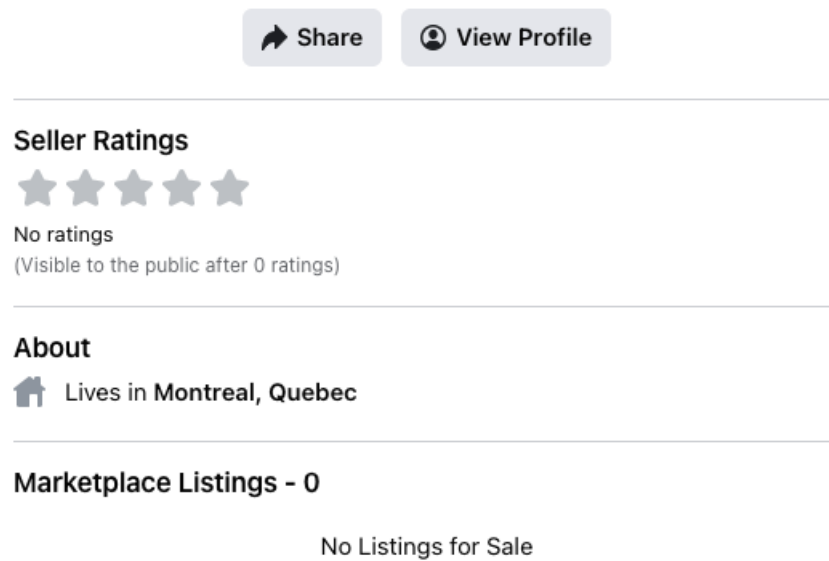 Share
View Profile
Seller Ratings
No ratings
(Visible to the public after 0 ratings)
About
Lives in Montreal, Quebec
Marketplace Listings - 0
No Listings for Sale